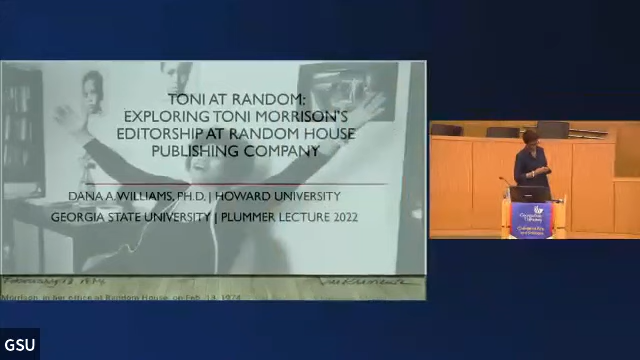 TONI AT RANDOM:
EXPLORING TONI MORRISON'S
EDITORSHIP AT RANDOM HOUSE
PUBLISHING COMPANY
DANA A. WILLIAMS, PH.D. | HOWARD UNIVERSITY
GEORGIA STATE UNIVERSITY | PLUMMER LECTURE 2022
Morrison, in her office at Random House, on Feb. 13, 1974
GSU